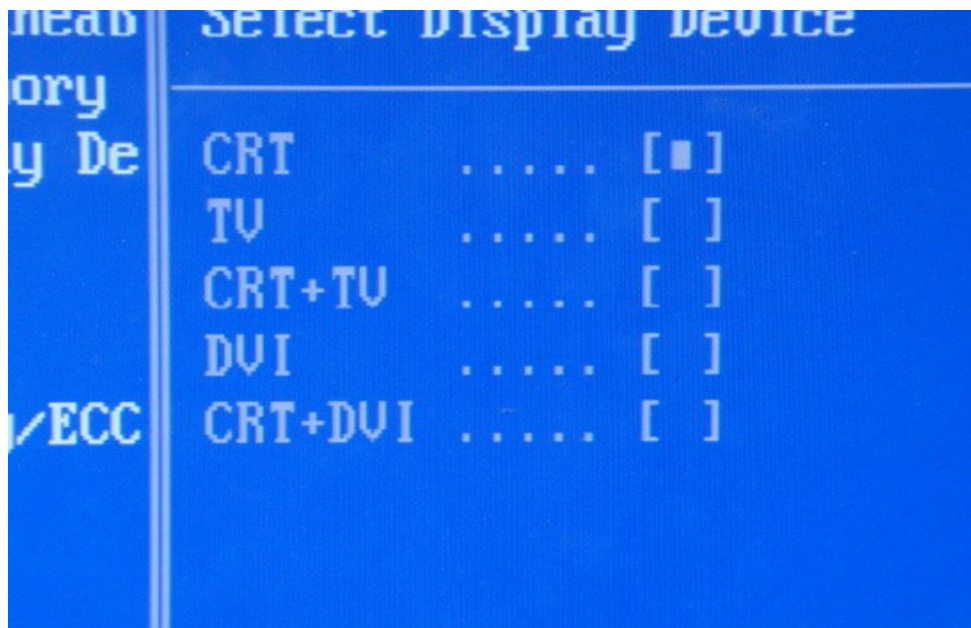 Select Display Device
ory
y De
CRT ..... [■]
TV ..... [ ]
CRT+TV ..... [ ]
DVI ..... [ ]
/ECC
CRT+DVI ..... [ ]